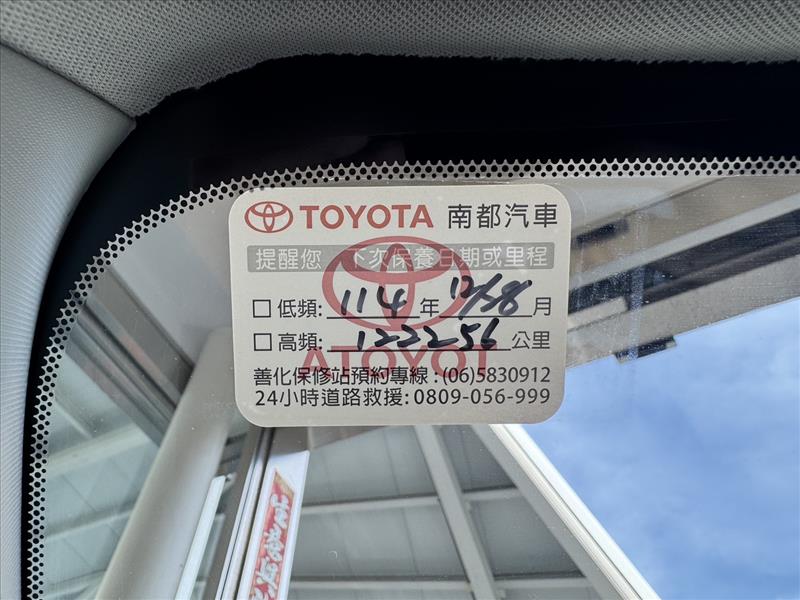 TOYOTA 南都汽車
提醒您 下次保養日期或里程
□低頻: 114 年 12/28 月
□高頻: 122256 公里
TOYOTA
善化保修站預約專線:(06)5830912
24小時道路救援:0809-056-999